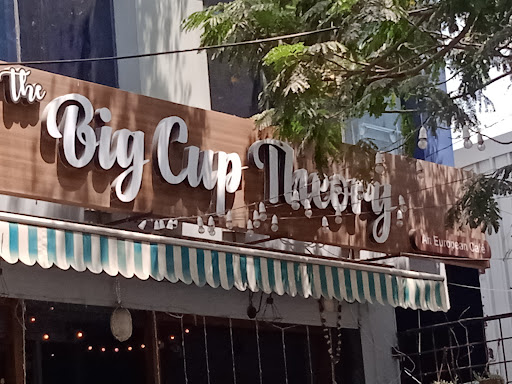 the
Big Cup Theory
An European Café